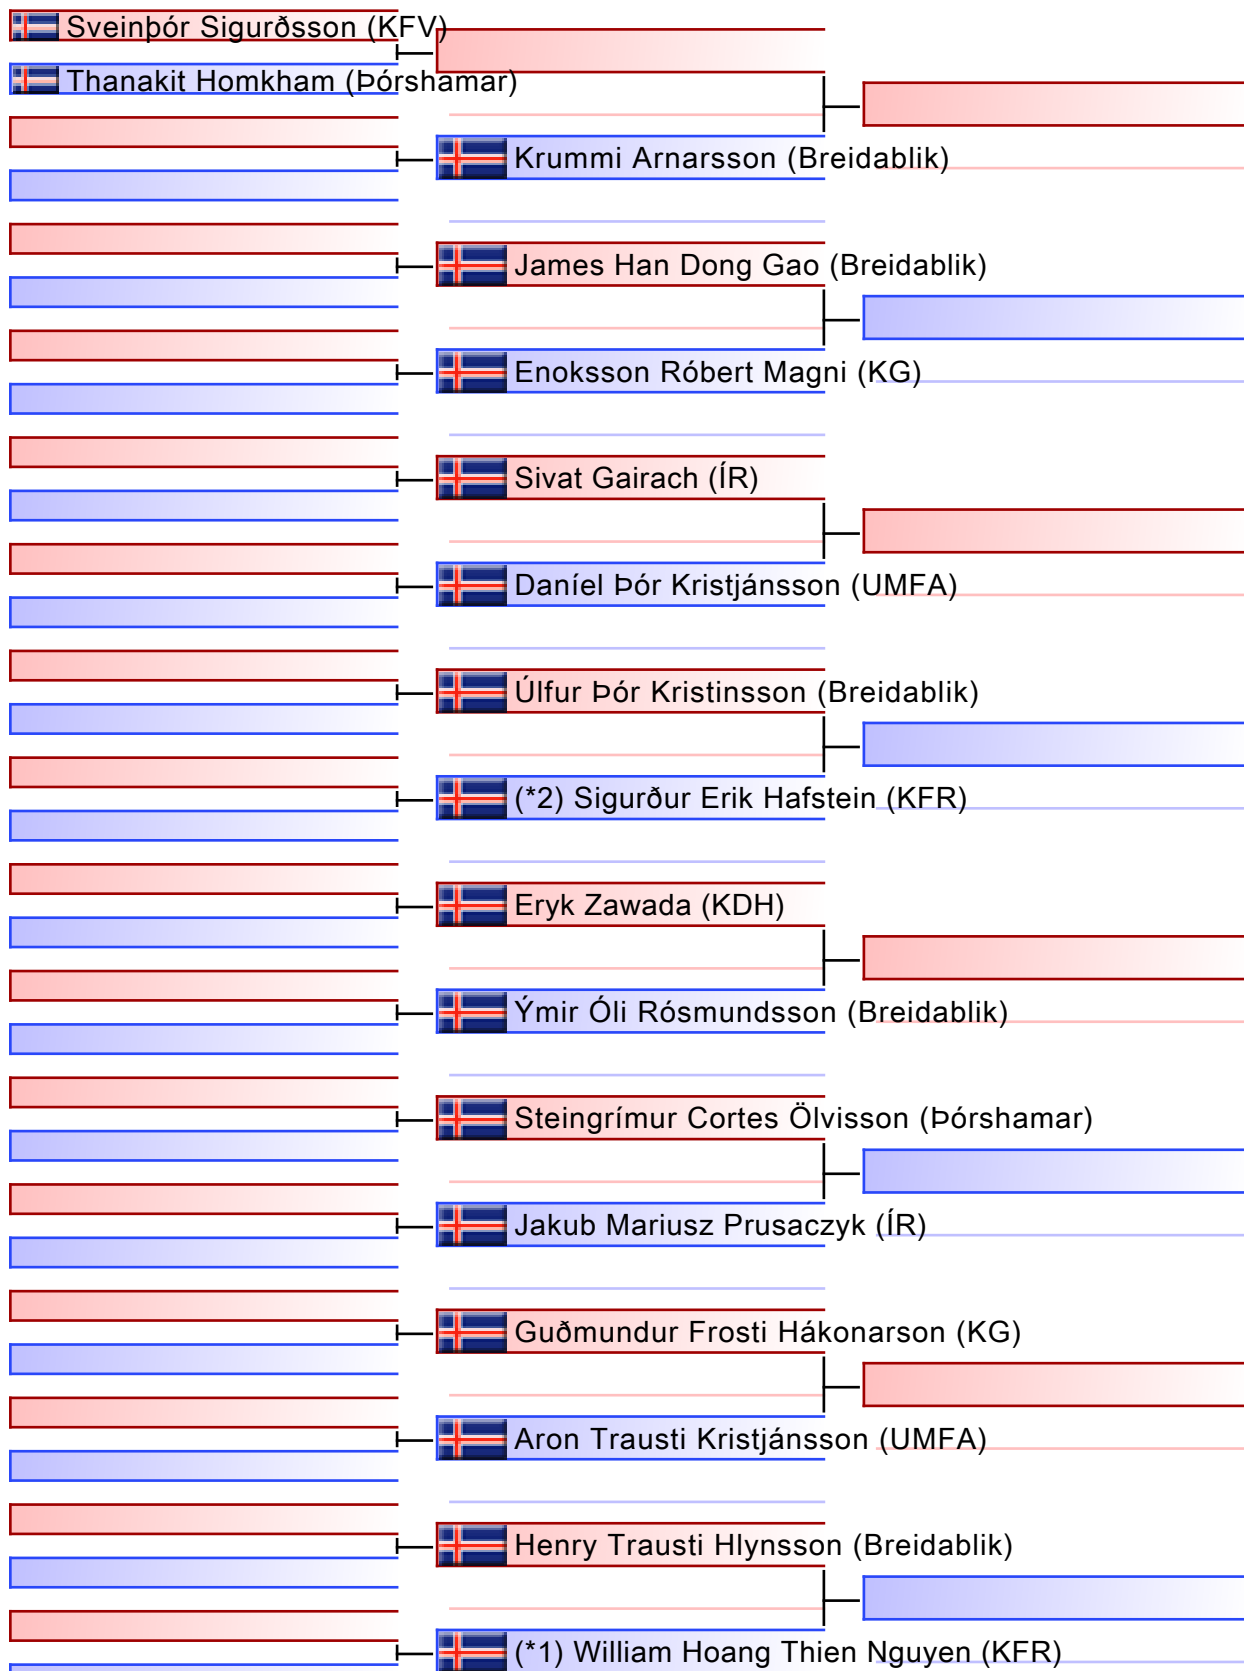 Sveinþór Sigurðsson (KFV)
Thanakit Homkham (Þórshamar)
Krummi Arnarsson (Breidablik)
James Han Dong Gao (Breidablik)
Enoksson Róbert Magni (KG)
Sivat Gairach (ÍR)
Daníel Þór Kristjánsson (UMFA)
Úlfur Þór Kristinsson (Breidablik)
(*2) Sigurður Erik Hafstein (KFR)
Eryk Zawada (KDH)
Ýmir Óli Rósmundsson (Breidablik)
Steingrímur Cortes Ölvisson (Þórshamar)
Jakub Mariusz Prusaczyk (ÍR)
Guðmundur Frosti Hákonarson (KG)
Aron Trausti Kristjánsson (UMFA)
Henry Trausti Hlynsson (Breidablik)
(*1) William Hoang Thien Nguyen (KFR)